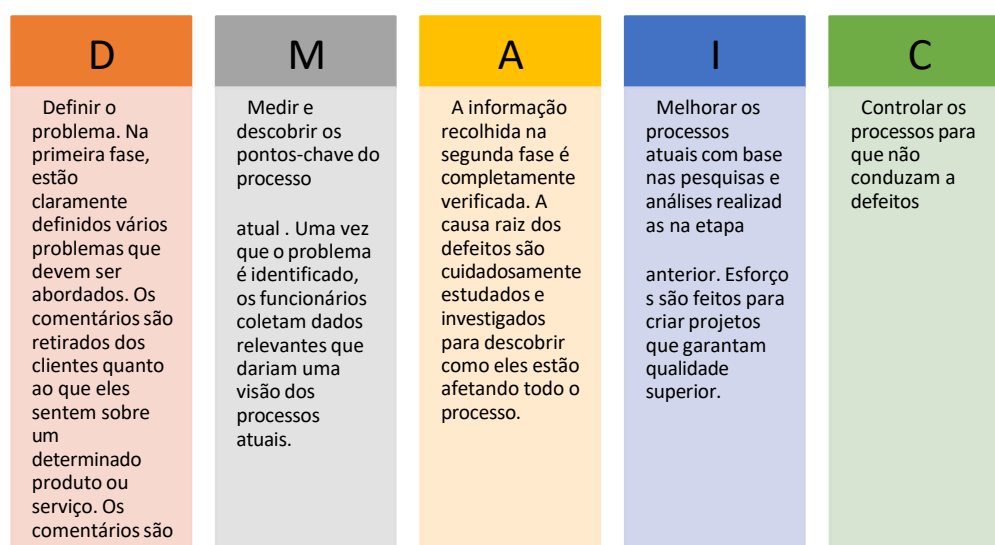 D
Definir o
problema. Na
primeira fase,
estão
claramente
definidos vários
problemas que
devem ser
abordados. Os
comentários são
retirados dos
clientes quanto
ao que eles
sentem sobre
um
determinado
produto ou
serviço. Os
comentários são
M
Medir e
descobrir os
pontos-chave do
processo
atual . Uma vez
que o problema
é identificado,
os funcionários
coletam dados
relevantes que
dariam uma
visão dos
processos
atuais.
A
A informação
recolhida na
segunda fase é
completamente
verificada. A
causa raiz dos
defeitos são
cuidadosamente
estudados e
investigados
para descobrir
como eles estão
afetando todo o
processo.
I
Melhorar os
processos
atuais com base
nas pesquisas e
análises realizad
as na etapa
anterior. Esforço
s são feitos para
criar projetos
que garantam
qualidade
superior.
C
Controlar os
processos para
que não
conduzam a
defeitos